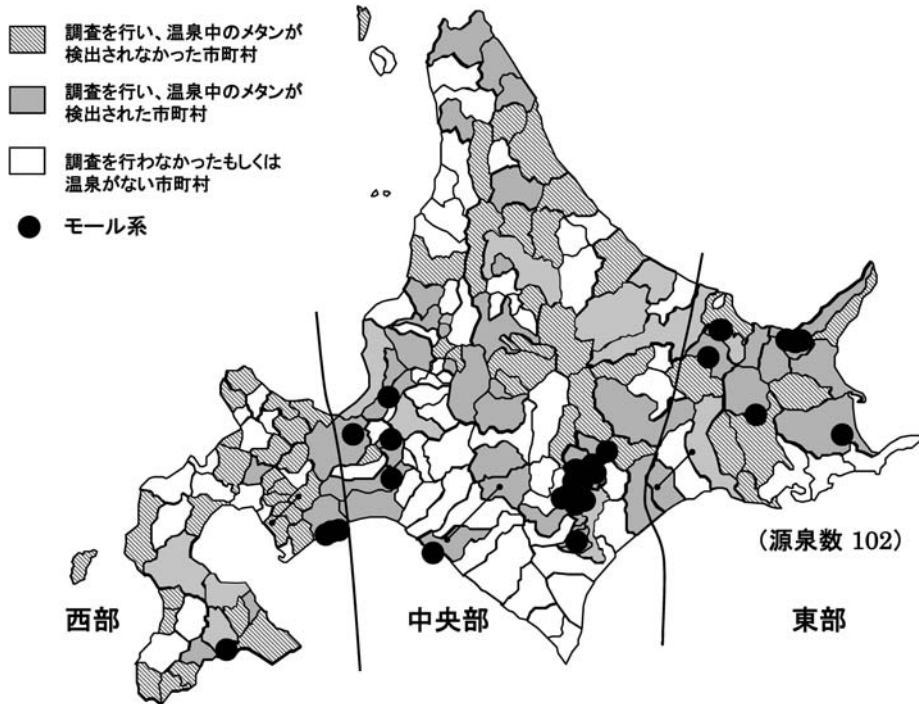 調査を行い、温泉中のメタンが
検出されなかった市町村
調査を行い、温泉中のメタンが
検出された市町村
調査を行わなかったもしくは
温泉がない市町村
モール系
(源泉数 102)
西部
中央部
東部